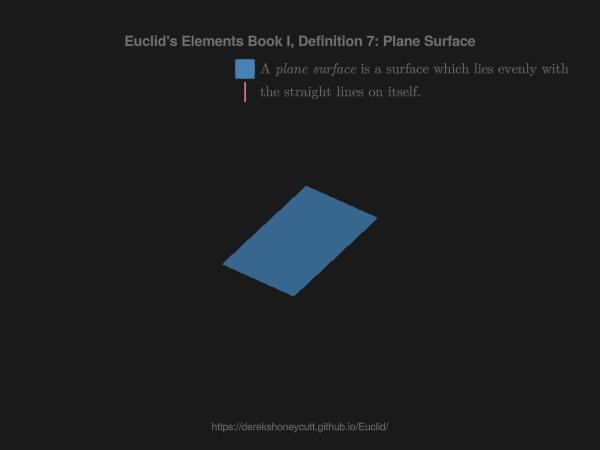 Euclid's Elements Book I, Definition 7: Plane Surface
A plane surface is a surface which lies evenly with
the straight lines on itself.
https://derekshoneycutt.github.io/Euclid/